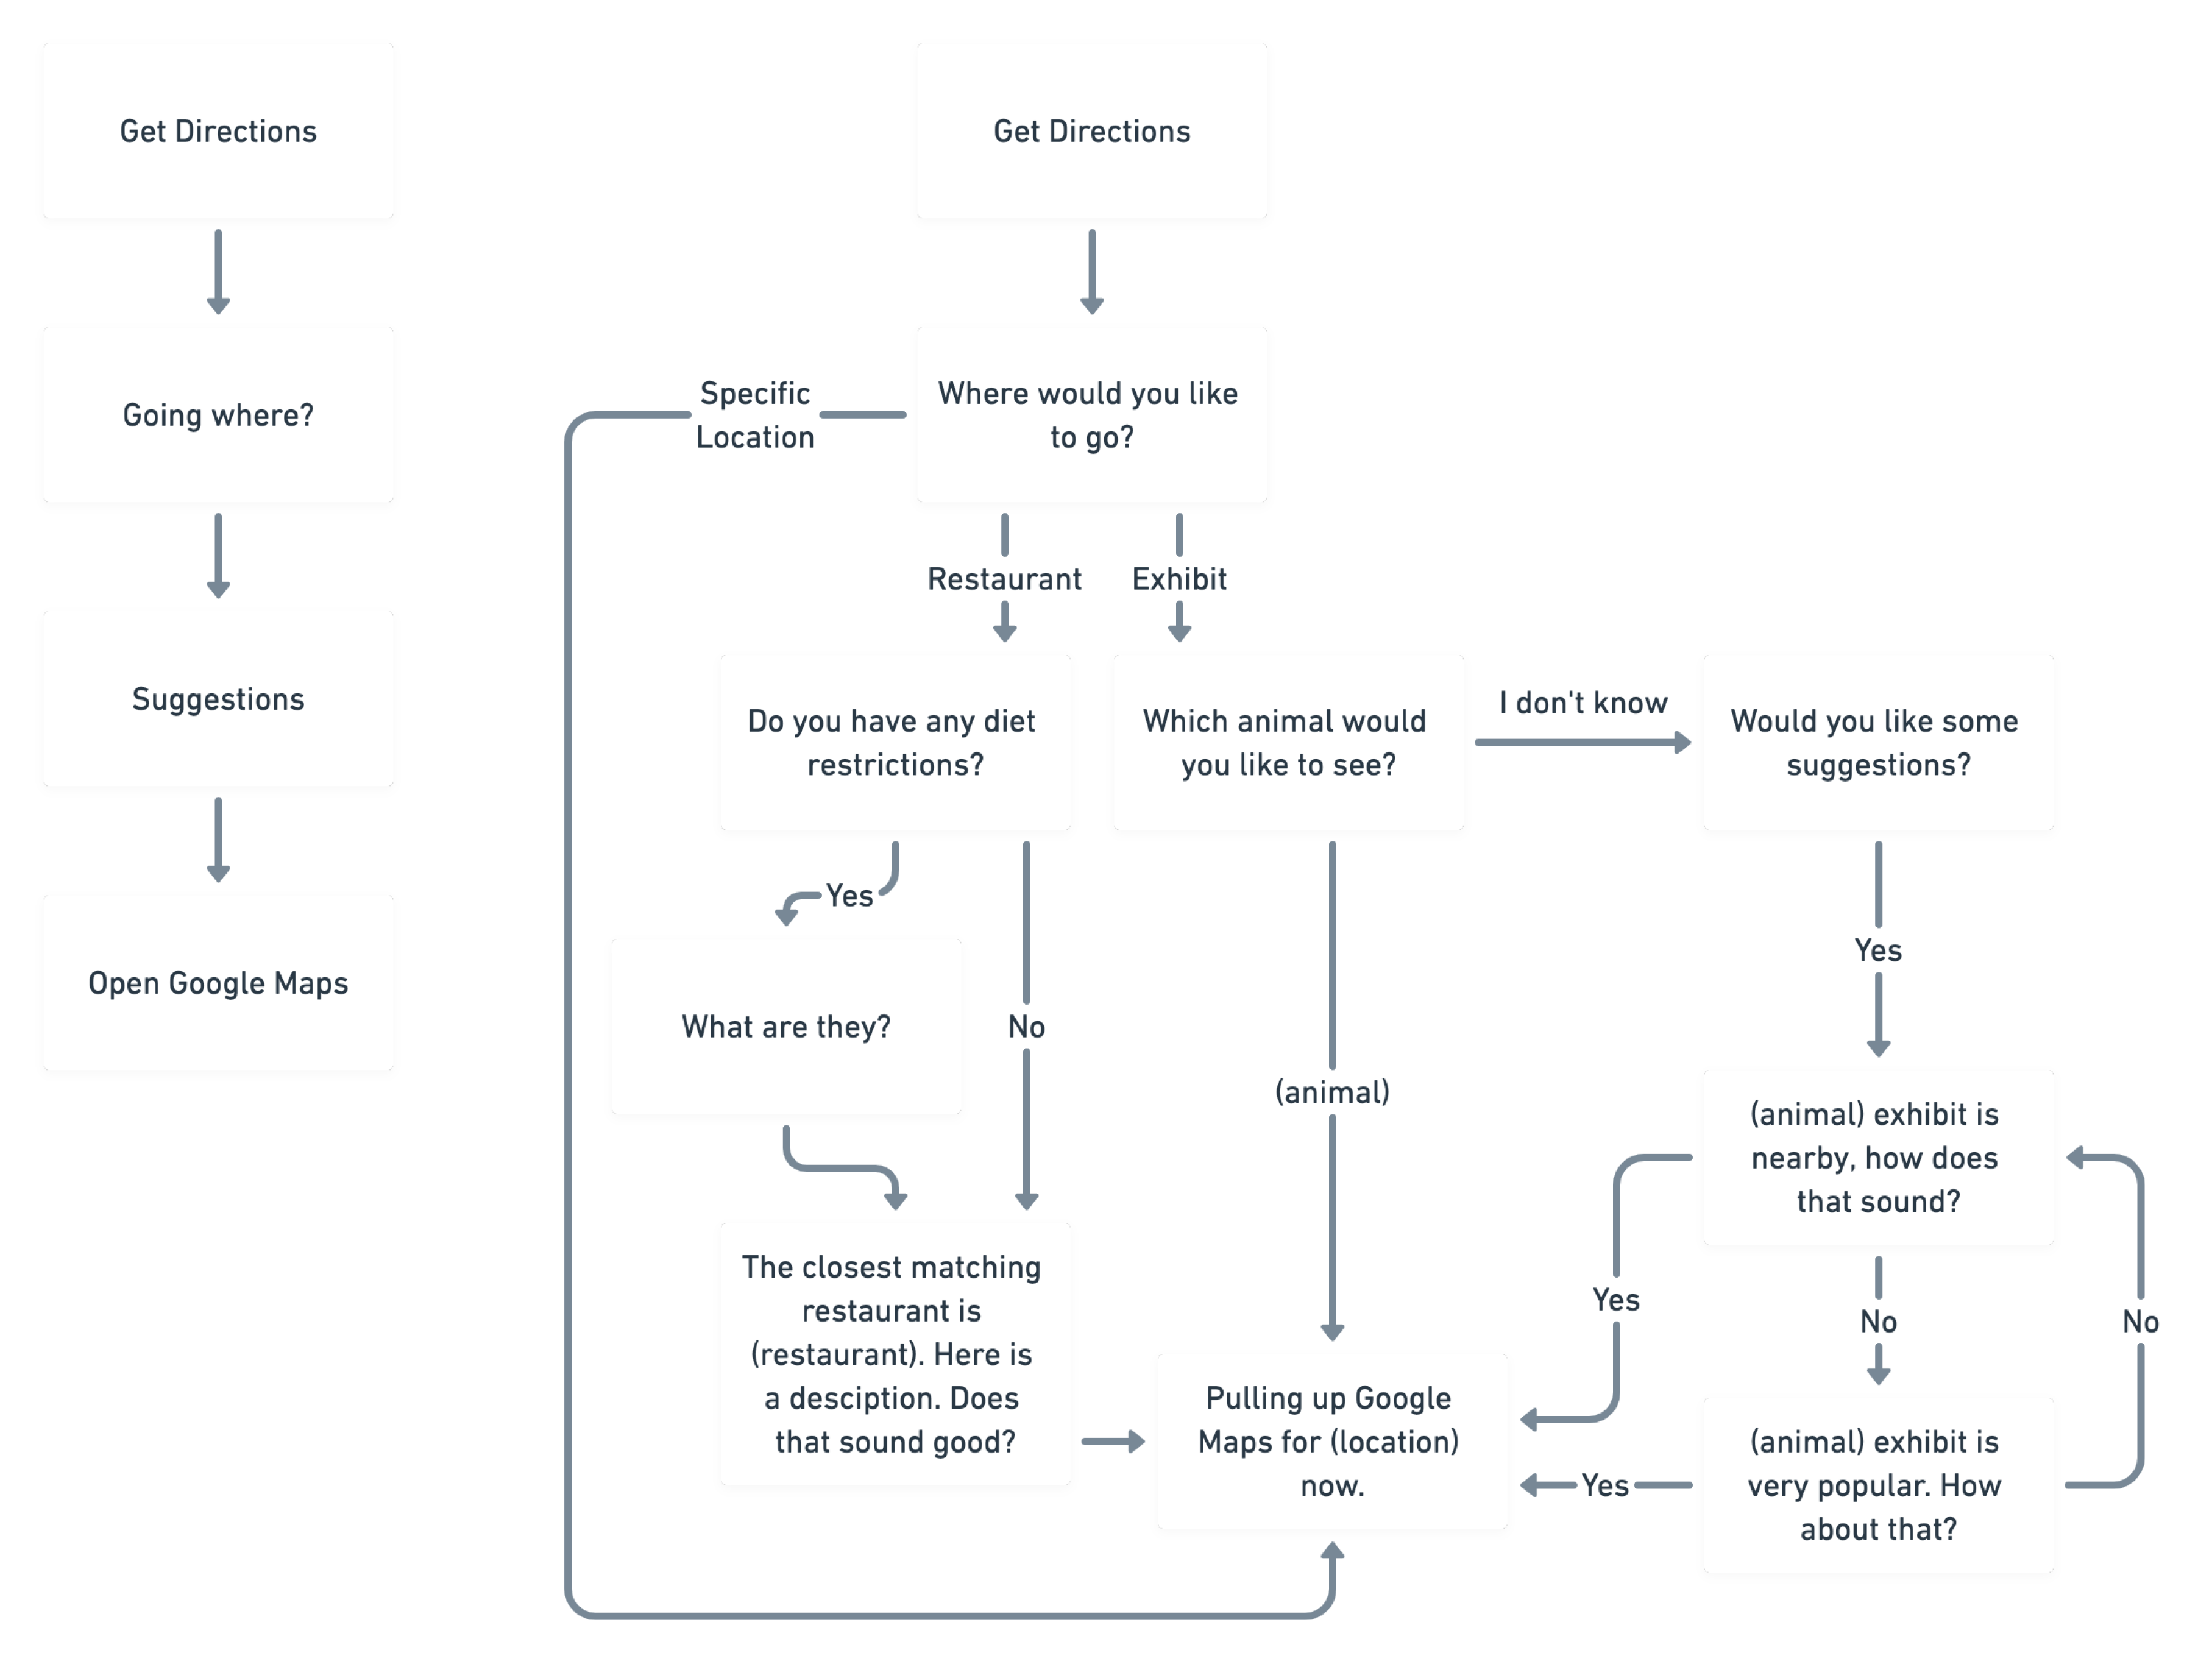 Get Directions
Going where?
Suggestions
Open Google Maps
Get Directions
Where would you like
to go?
Specific
Location
Restaurant
Exhibit
Do you have any diet
restrictions?
Which animal would
you like to see?
I don't know
Would you like some
suggestions?
Yes
What are they?
No
(animal)
Yes
The closest matching
restaurant is
(restaurant). Here is
a desciption. Does
that sound good?
Pulling up Google
Maps for (location)
now.
(animal) exhibit is
nearby, how does
that sound?
Yes
No
No
Yes
(animal) exhibit is
very popular. How
about that?